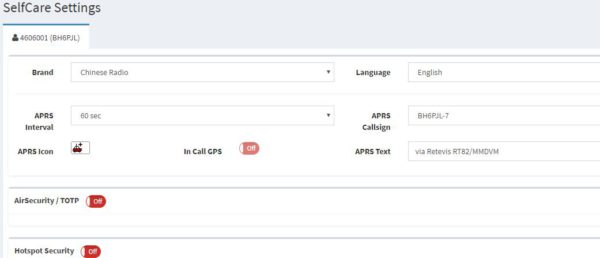 SelfCare Settings
4606001 (BH6PJL)
Brand Chinese Radio Language English
APRS Interval 60 sec APRS Callsign BH6PJL-7
APRS Icon In Call GPS Off APRS Text via Retevis RT82/MMDVM
AirSecurity / TOTP Off
Hotspot Security Off